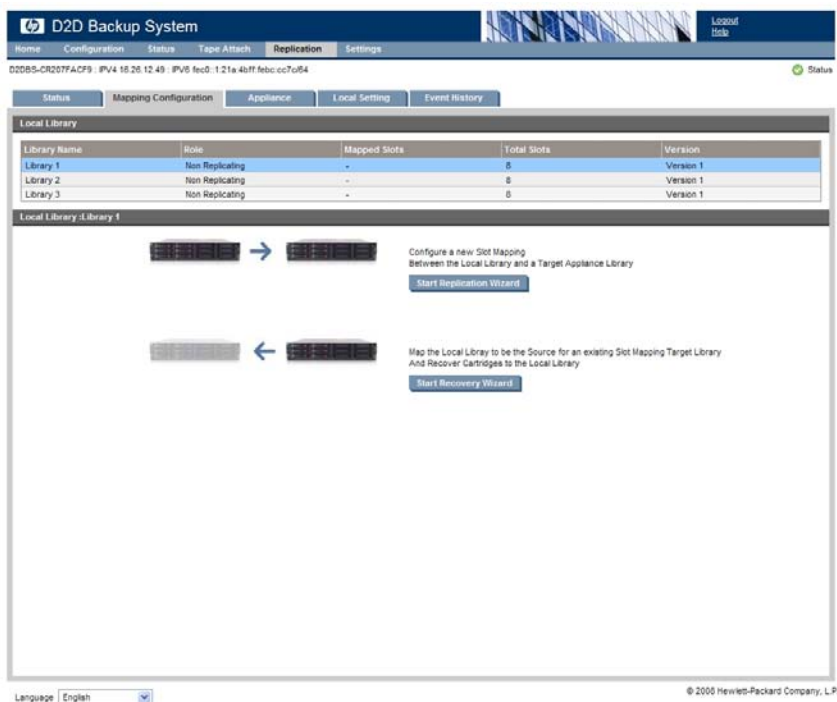 hp D2D Backup System
Logout
Help
Home Configuration Status Tape Attach Replication Settings
D2DBS-CR207FACF9 : IPV4 16.26.12.49 : IPV6 fec0::1:21a:4bff:febc:cc7c/64
Status
Status Mapping Configuration Appliance Local Setting Event History
Local Library
Library Name Role Mapped Slots Total Slots Version
Library 1 Non Replicating - 8 Version 1
Library 2 Non Replicating - 8 Version 1
Library 3 Non Replicating - 8 Version 1
Local Library :Library 1
Configure a new Slot Mapping
Between the Local Library and a Target Appliance Library
Start Replication Wizard
Map the Local Libray to be the Source for an existing Slot Mapping Target Library
And Recover Cartridges to the Local Library
Start Recovery Wizard
Language English
© 2008 Hewlett-Packard Company, L.P